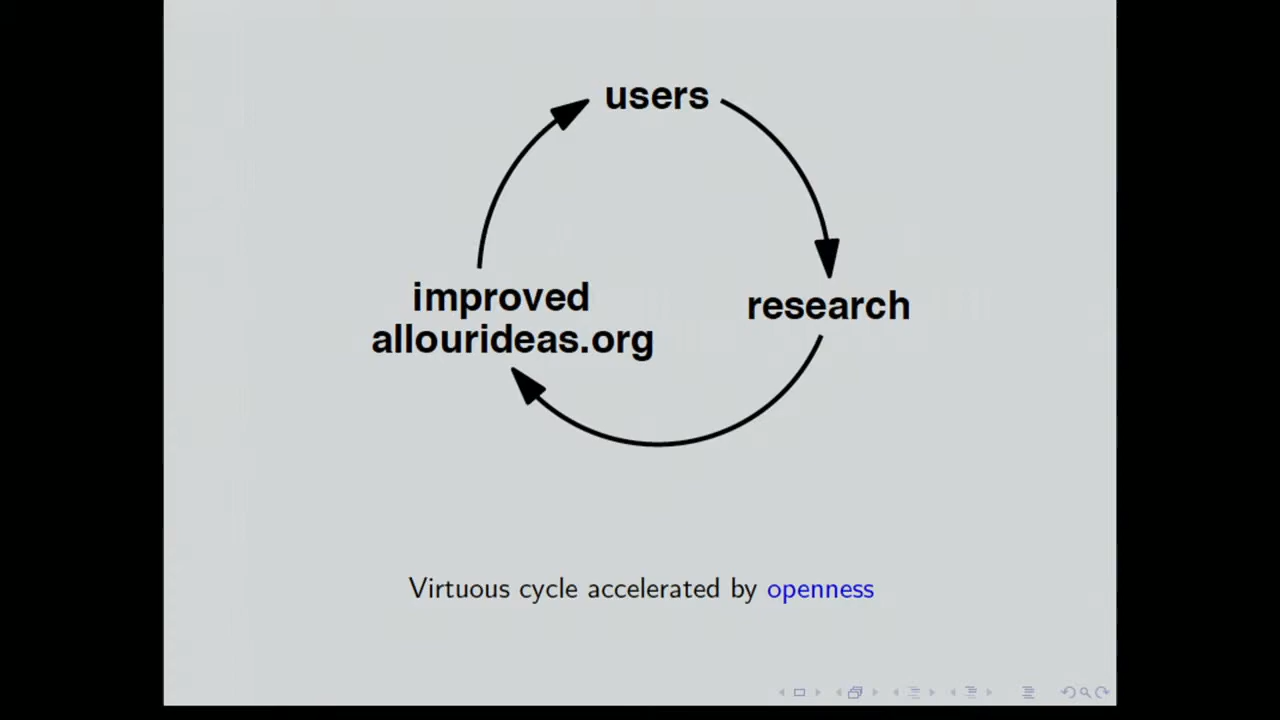 users
improved
allourideas.org
research
Virtuous cycle accelerated by openness